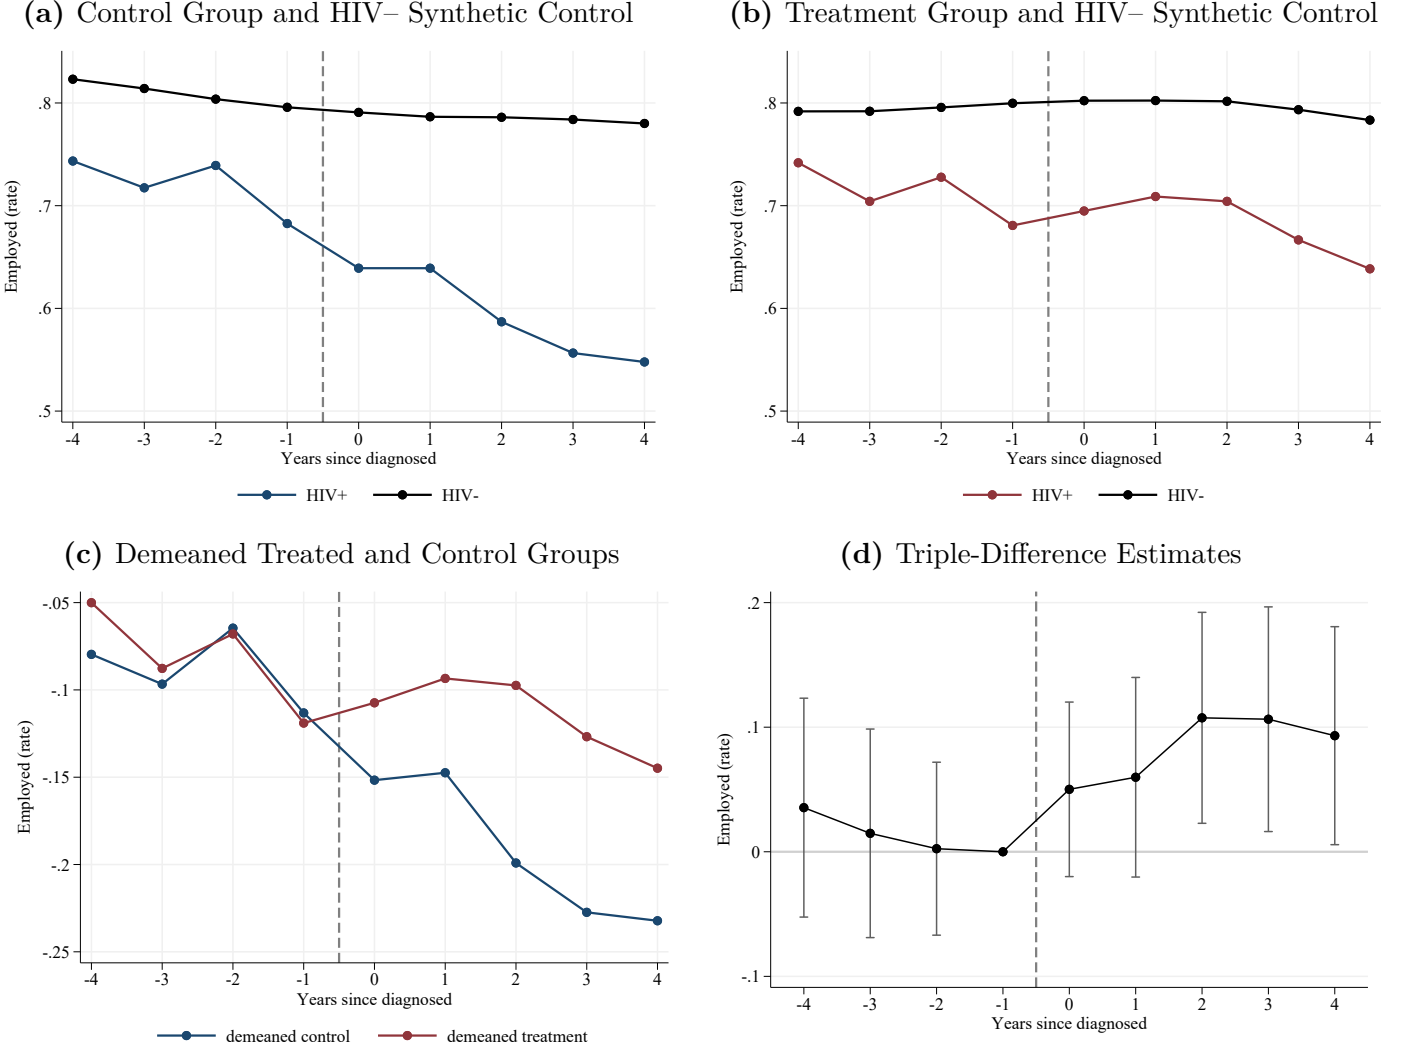 (a) Control Group and HIV– Synthetic Control
Employed (rate)
.8
.7
.6
.5
-4 -3 -2 -1 0 1 2 3 4
Years since diagnosed
HIV+ HIV-
(b) Treatment Group and HIV– Synthetic Control
Employed (rate)
.8
.7
.6
.5
-4 -3 -2 -1 0 1 2 3 4
Years since diagnosed
HIV+ HIV-
(c) Demeaned Treated and Control Groups
Employed (rate)
-.05
-.1
-.15
-.2
-.25
-4 -3 -2 -1 0 1 2 3 4
Years since diagnosed
demeaned control demeaned treatment
(d) Triple-Difference Estimates
Employed (rate)
.2
.1
0
-.1
-4 -3 -2 -1 0 1 2 3 4
Years since diagnosed